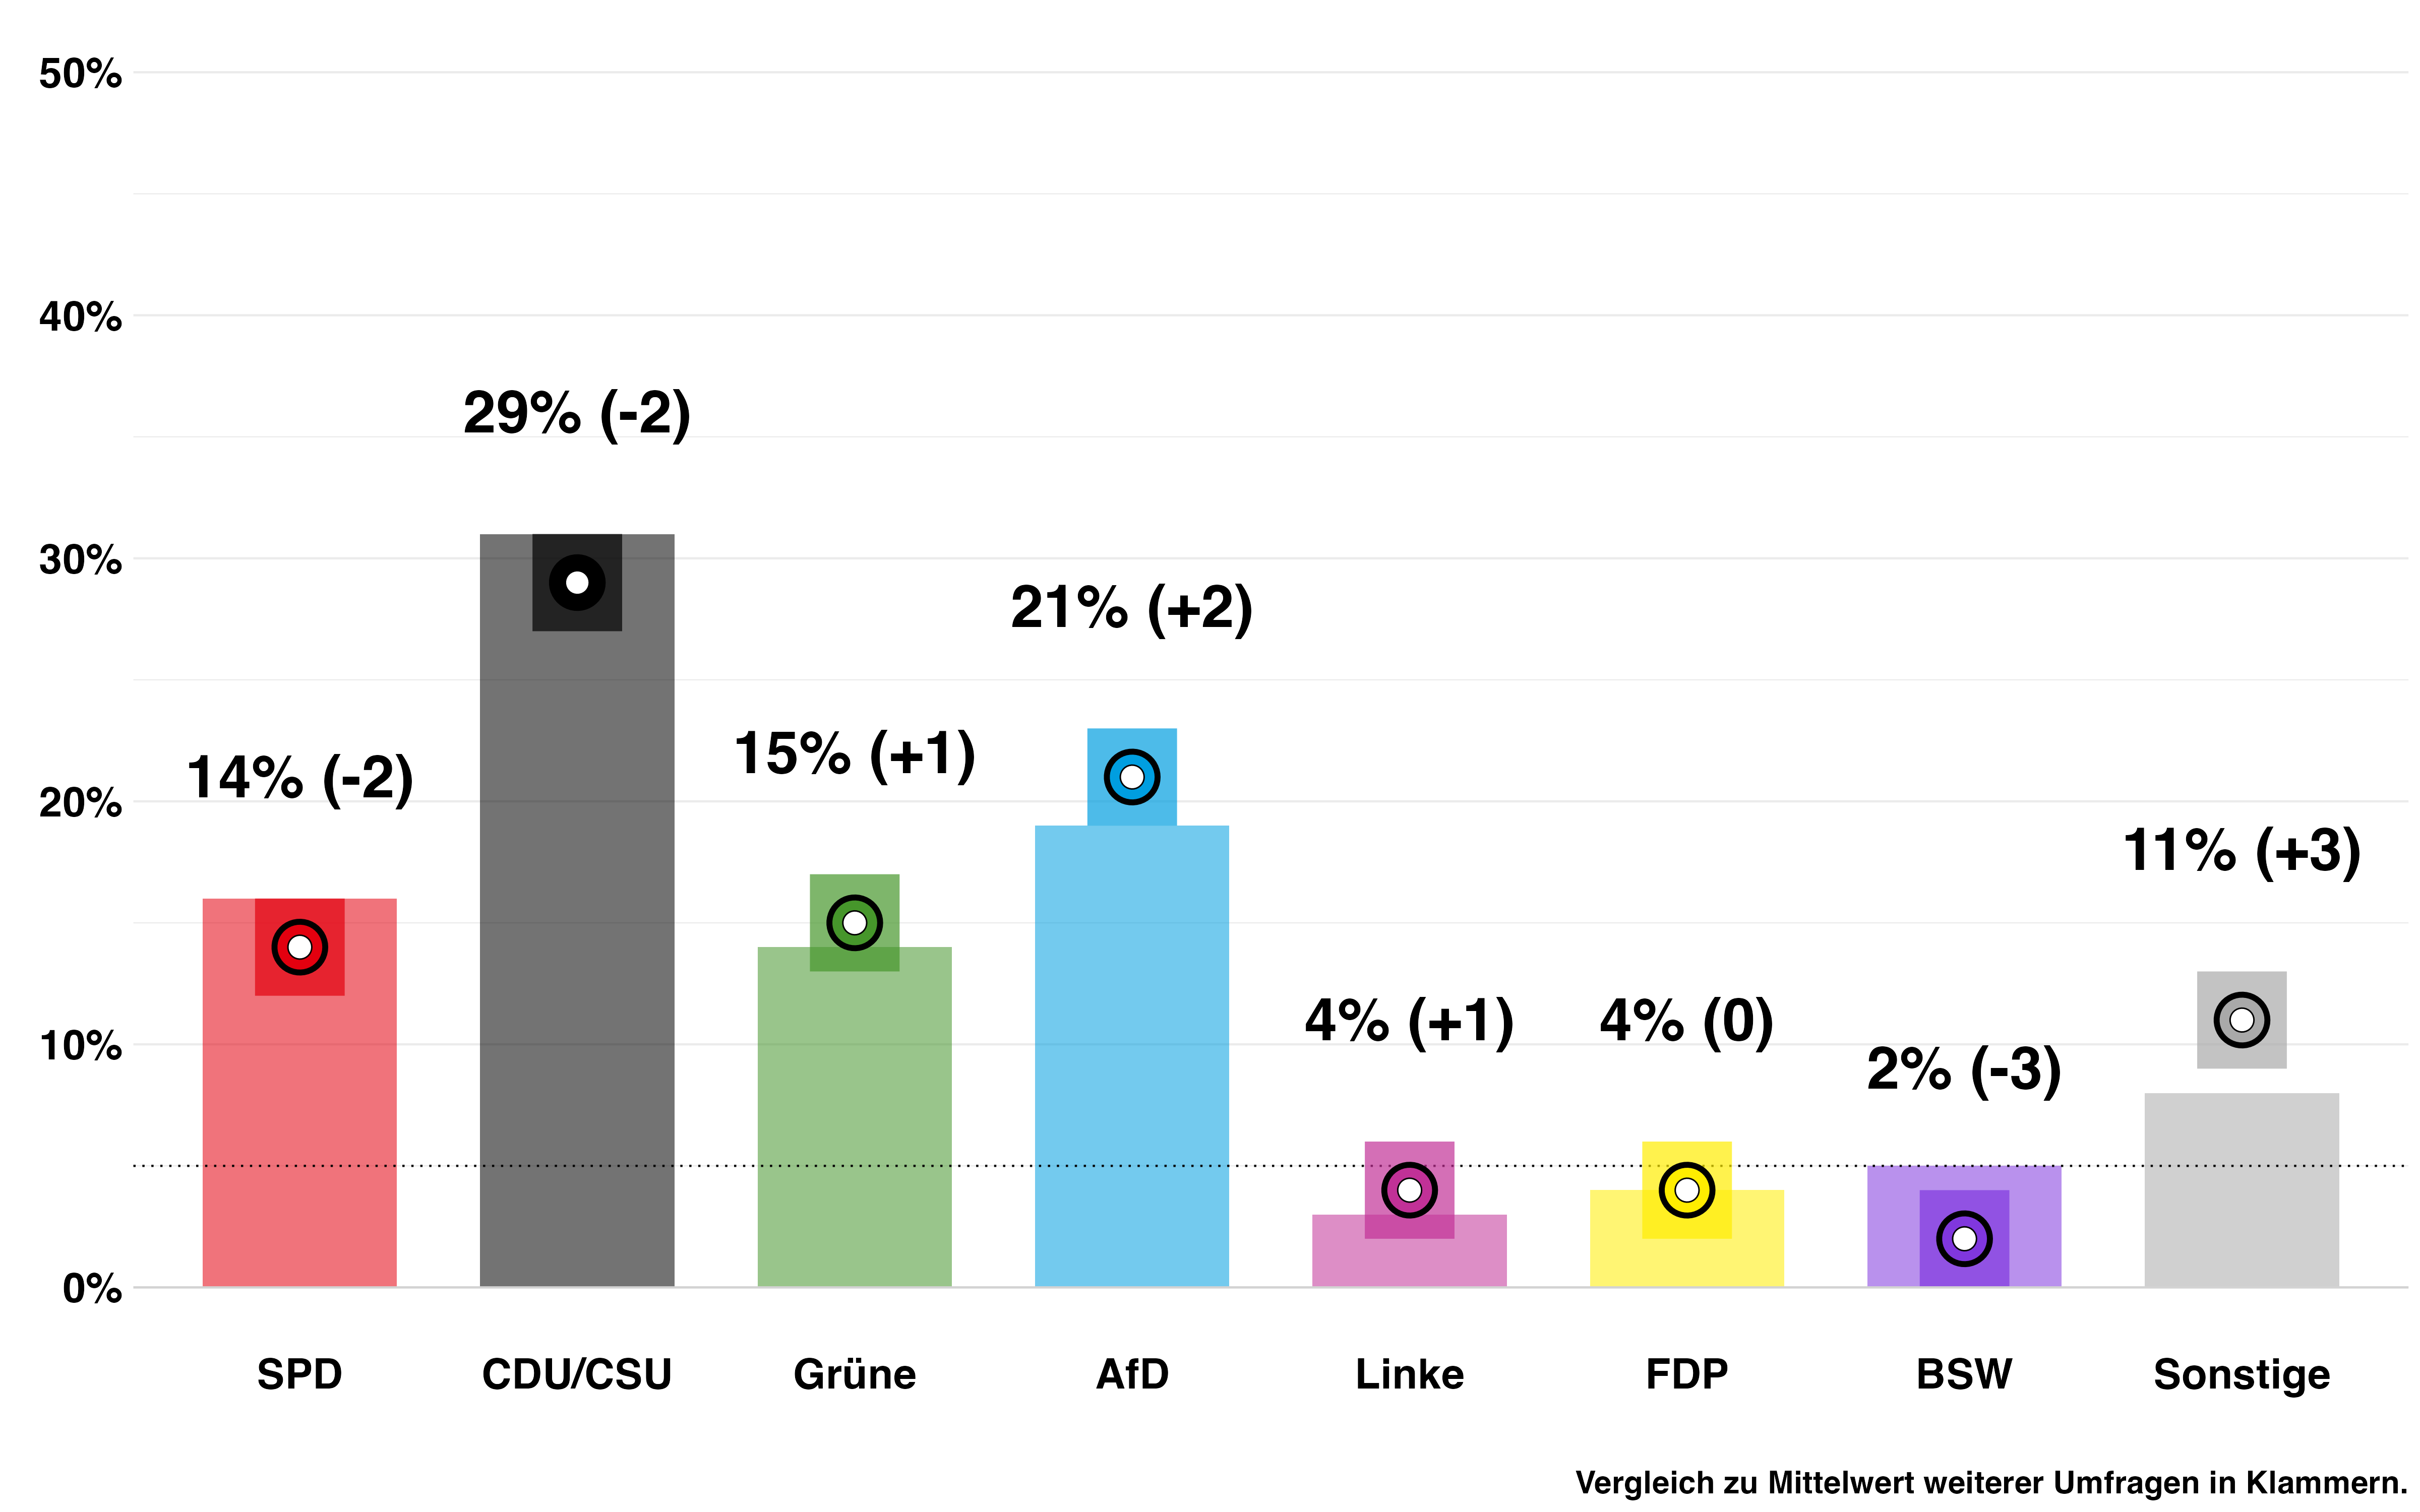 50%
40%
30%
20%
10%
0%
14% (-2)
29% (-2)
15% (+1)
21% (+2)
4% (+1)
4% (0)
2% (-3)
11% (+3)
SPD
CDU/CSU
Grüne
AfD
Linke
FDP
BSW
Sonstige
Vergleich zu Mittelwert weiterer Umfragen in Klammern.